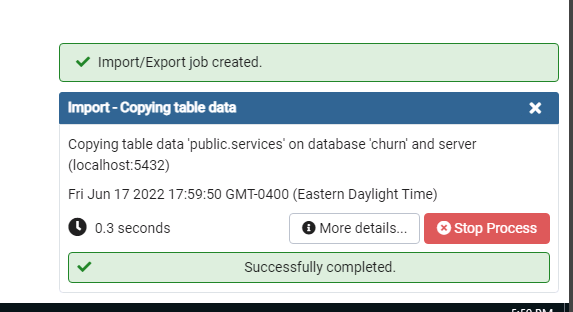 Import/Export job created.
Import - Copying table data
Copying table data 'public.services' on database 'churn' and server
(localhost:5432)
Fri Jun 17 2022 17:59:50 GMT-0400 (Eastern Daylight Time)
0.3 seconds
More details...
Stop Process
Successfully completed.